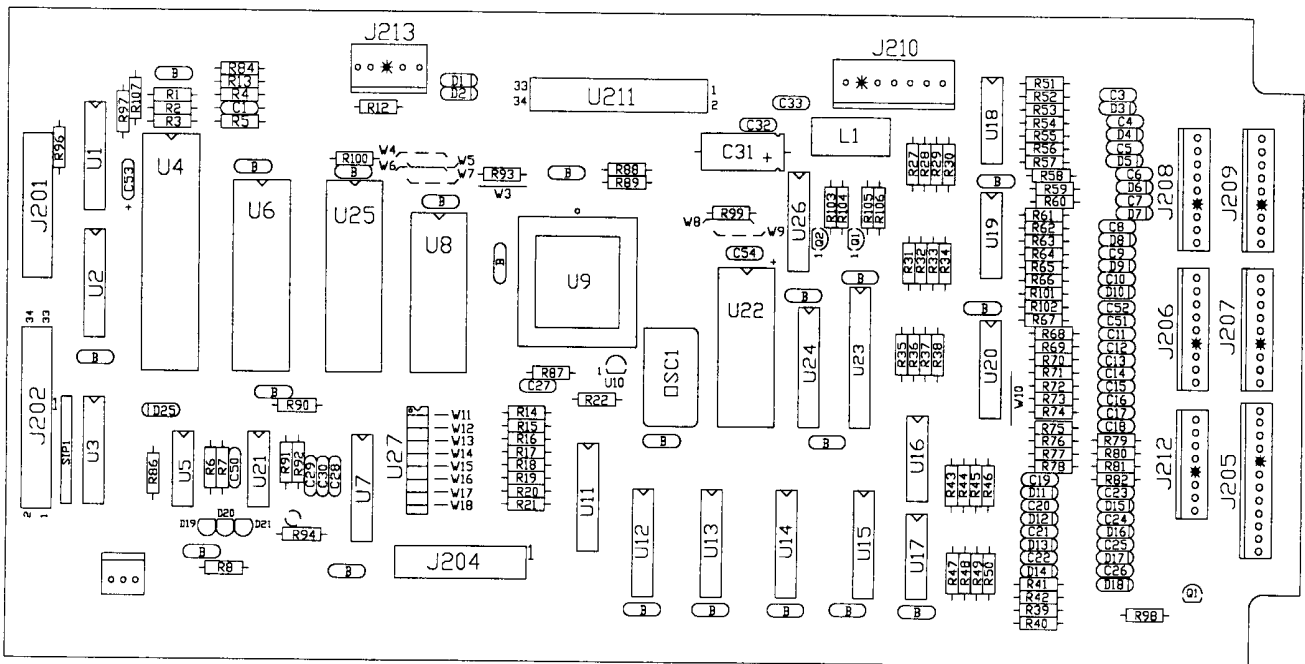 J213
J210
B
R84
R13
R4
C1
R5
R1
R2
R3
R97
R107
D1
D2
R12
33
34
U211
1
2
C33
C32
C31 +
L1
U18
R51
R52
R53
R54
R55
R56
R57
R58
R59
R60
R61
R62
R63
R64
R65
R66
R101
R102
R67
R68
R69
R70
R71
R72
R73
R74
R75
R76
R77
R78
C3
D3
C4
D4
C5
D5
C6
D6
C7
D7
C8
D8
C9
D9
C10
D10
C52
C51
C11
C12
C13
C14
C15
C16
C17
C18
R79
R80
R81
R82
C19
D11
C20
D12
C21
D13
C22
D14
R41
R42
R39
R40
C23
D15
C24
D16
C25
D17
C26
D18
R96
J201
U1
C53
+
U4
B
U6
R100
B
U25
W4
W5
W6
W7
R93
W3
B
B
U8
B
R88
R89
U9
R99
W8
W9
C54
+
U22
U26
R103
R104
R105
R106
Q2
1
Q1
1
R27
R28
R29
R30
B
U19
R31
R32
R33
R34
J208
J209
U2
34
33
B
J202
2
1
SIP1
U3
D25
B
R90
R87
C27
1
U10
R22
OSC1
B
B
U24
U23
B
R35
R36
R37
R38
B
U20
W10
J206
J207
R86
U5
R6
R7
C50
U21
R91
R92
C29
C30
C28
U7
U27
W11
W12
W13
W14
W15
W16
W17
W18
R14
R15
R16
R17
R18
R19
R20
R21
U11
U16
R43
R44
R45
R46
J212
J205
D19
D20
D21
R94
B
R8
B
J204
1
U12
U13
U14
U15
U17
R47
R48
R49
R50
B
B
B
B
B
Q1
R98